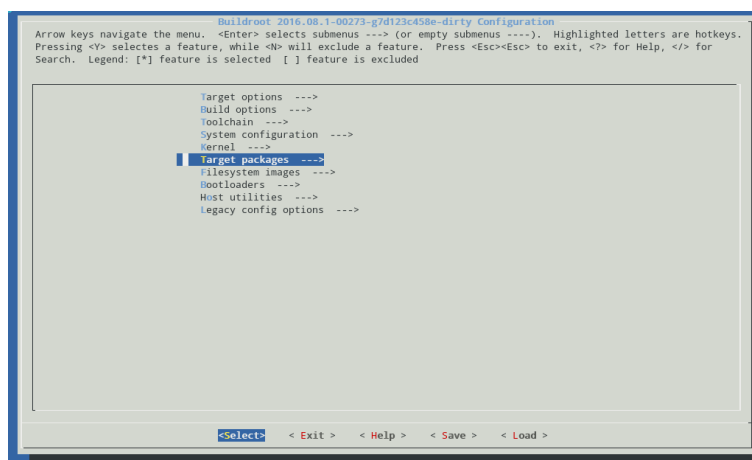 Buildroot 2016.08.1-00273-g7d123c458e-dirty Configuration
Arrow keys navigate the menu.  <Enter> selects submenus ---> (or empty submenus ----).  Highlighted letters are hotkeys.
Pressing <Y> selectes a feature, while <N> will exclude a feature.  Press <Esc><Esc> to exit, <?> for Help, </> for
Search.  Legend: [*] feature is selected  [ ] feature is excluded
Target options  --->
Build options  --->
Toolchain  --->
System configuration  --->
Kernel  --->
Target packages  --->
Filesystem images  --->
Bootloaders  --->
Host utilities  --->
Legacy config options  --->
<Select>    < Exit >    < Help >    < Save >    < Load >